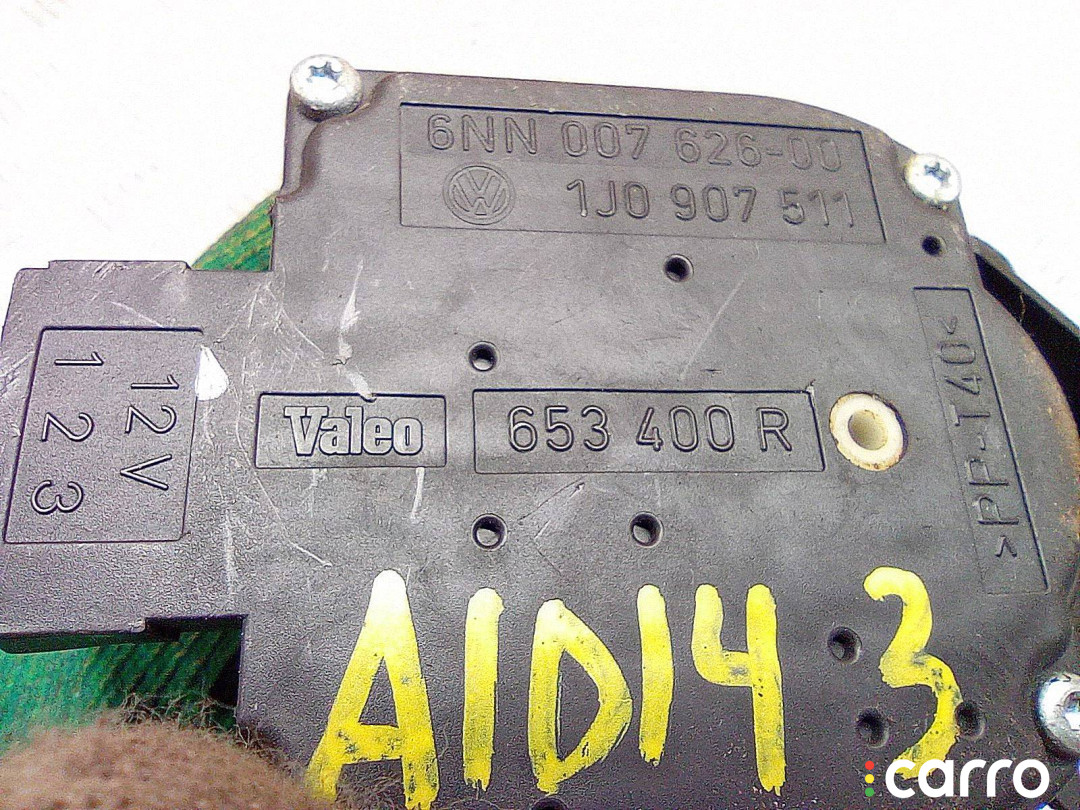 6NN 007 626-00
VW 1J0 907 511
12V
1 2 3
Valeo 653 400 R
>PP-T40<
A1D14 3
carro